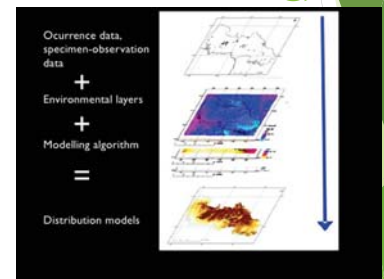 Ocurrence data,
specimen-observation
data
+
Environmental layers
+
Modelling algorithm
=
Distribution models